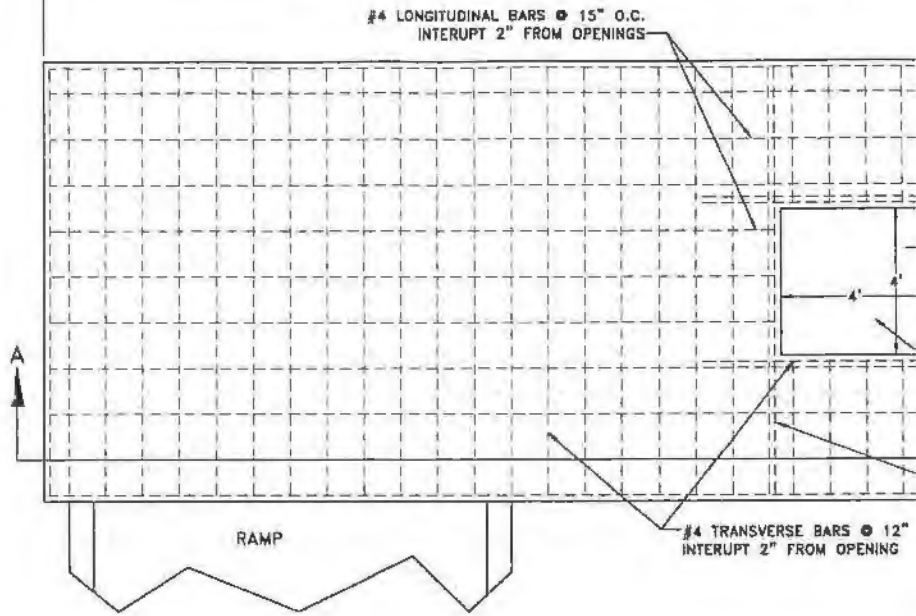 #4 LONGITUDINAL BARS @ 15" O.C.
INTERUPT 2" FROM OPENINGS
4'
4'
A
RAMP
#4 TRANSVERSE BARS @ 12"
INTERUPT 2" FROM OPENING